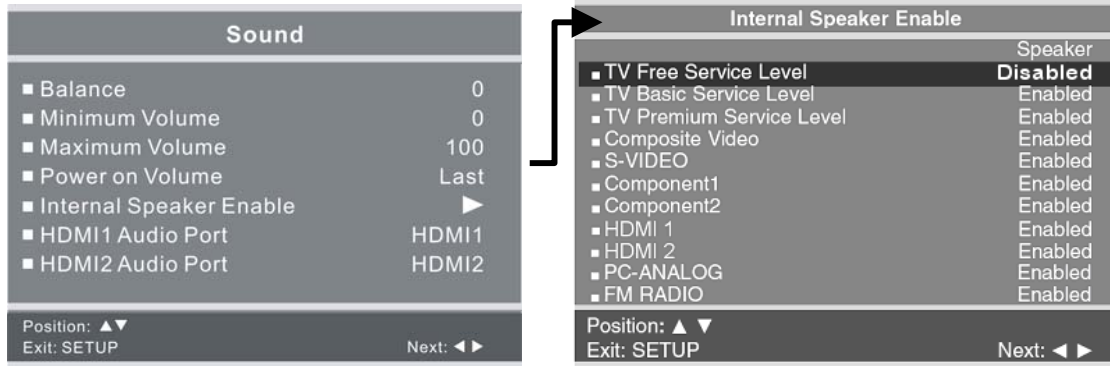 Sound
■ Balance 0
■ Minimum Volume 0
■ Maximum Volume 100
■ Power on Volume Last
■ Internal Speaker Enable ▶
■ HDMI1 Audio Port HDMI1
■ HDMI2 Audio Port HDMI2
Position: ▲▼
Exit: SETUP Next: ◀ ▶
Internal Speaker Enable
Speaker
■ TV Free Service Level Disabled
■ TV Basic Service Level Enabled
■ TV Premium Service Level Enabled
■ Composite Video Enabled
■ S-VIDEO Enabled
■ Component1 Enabled
■ Component2 Enabled
■ HDMI 1 Enabled
■ HDMI 2 Enabled
■ PC-ANALOG Enabled
■ FM RADIO Enabled
Position: ▲ ▼
Exit: SETUP Next: ◀ ▶